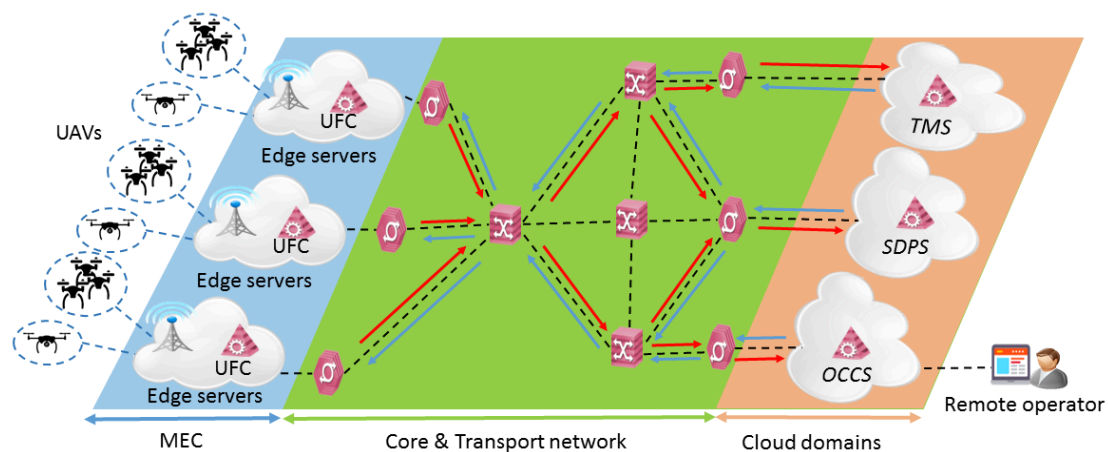 UFC
TMS
Edge servers
UAVs
UFC
SDPS
Edge servers
UFC
OCCS
Edge servers
Remote operator
MEC
Core & Transport network
Cloud domains